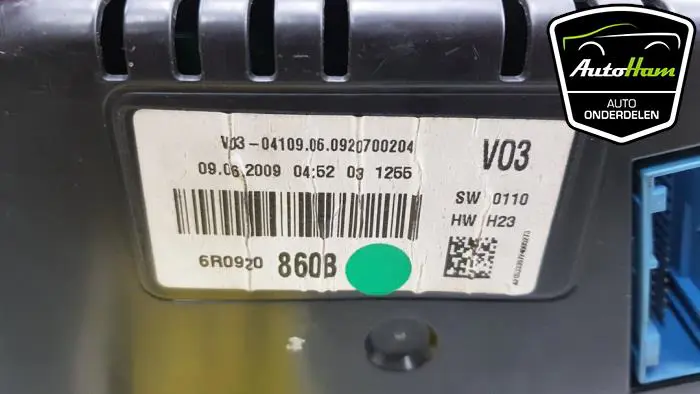 AutoHam
AUTO
ONDERDELEN
V03-04109.06.0920700204
09.06.2009 04:52 03 1255
V03
SW 0110
HW H23
6R0920 860B